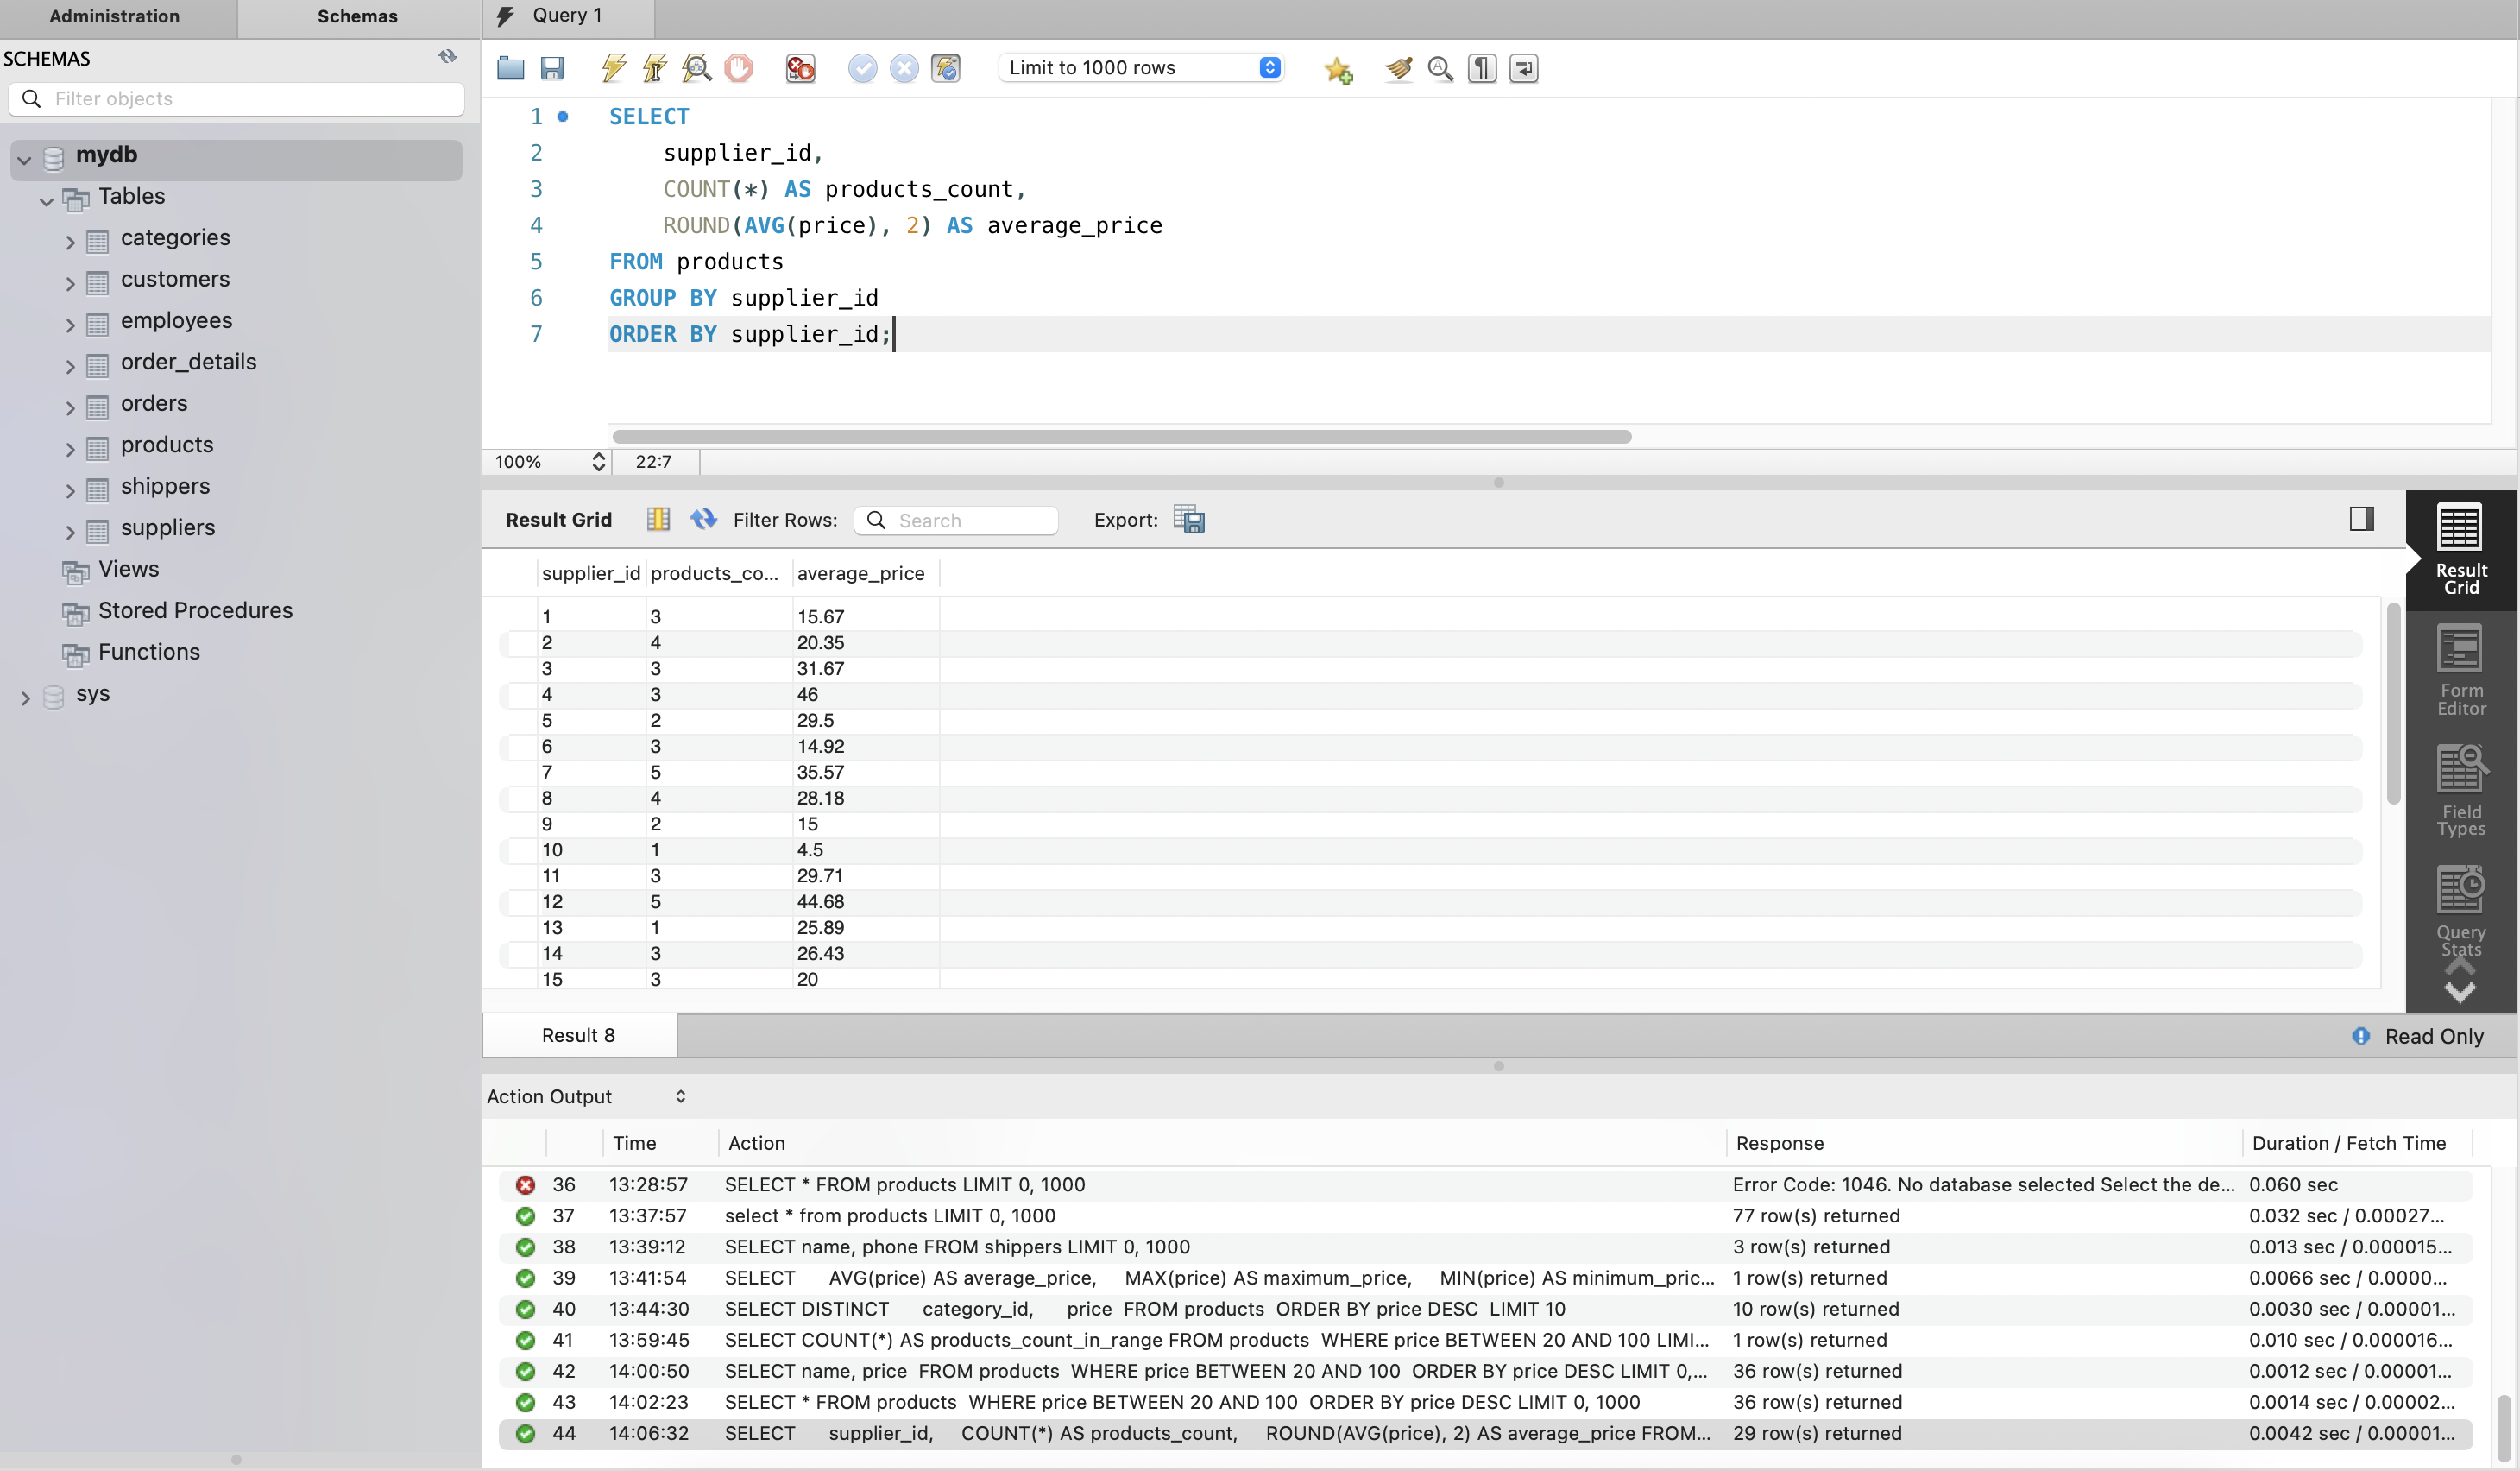 Administration
Schemas
Query 1
SCHEMAS
Filter objects
mydb
Tables
categories
customers
employees
order_details
orders
products
shippers
suppliers
Views
Stored Procedures
Functions
sys
Limit to 1000 rows
1 SELECT
2 supplier_id,
3 COUNT(*) AS products_count,
4 ROUND(AVG(price), 2) AS average_price
5 FROM products
6 GROUP BY supplier_id
7 ORDER BY supplier_id;
100% 22:7
Result Grid Filter Rows: Search Export:
supplier_id products_co... average_price
1 3 15.67
2 4 20.35
3 3 31.67
4 3 46
5 2 29.5
6 3 14.92
7 5 35.57
8 4 28.18
9 2 15
10 1 4.5
11 3 29.71
12 5 44.68
13 1 25.89
14 3 26.43
15 3 20
Result
Grid
Form
Editor
Field
Types
Query
Stats
Result 8
Read Only
Action Output
Time Action Response Duration / Fetch Time
36 13:28:57 SELECT * FROM products LIMIT 0, 1000 Error Code: 1046. No database selected Select the de... 0.060 sec
37 13:37:57 select * from products LIMIT 0, 1000 77 row(s) returned 0.032 sec / 0.00027...
38 13:39:12 SELECT name, phone FROM shippers LIMIT 0, 1000 3 row(s) returned 0.013 sec / 0.000015...
39 13:41:54 SELECT AVG(price) AS average_price, MAX(price) AS maximum_price, MIN(price) AS minimum_pric... 1 row(s) returned 0.0066 sec / 0.0000...
40 13:44:30 SELECT DISTINCT category_id, price FROM products ORDER BY price DESC LIMIT 10 10 row(s) returned 0.0030 sec / 0.00001...
41 13:59:45 SELECT COUNT(*) AS products_count_in_range FROM products WHERE price BETWEEN 20 AND 100 LIMI... 1 row(s) returned 0.010 sec / 0.000016...
42 14:00:50 SELECT name, price FROM products WHERE price BETWEEN 20 AND 100 ORDER BY price DESC LIMIT 0,... 36 row(s) returned 0.0012 sec / 0.00001...
43 14:02:23 SELECT * FROM products WHERE price BETWEEN 20 AND 100 ORDER BY price DESC LIMIT 0, 1000 36 row(s) returned 0.0014 sec / 0.00002...
44 14:06:32 SELECT supplier_id, COUNT(*) AS products_count, ROUND(AVG(price), 2) AS average_price FROM... 29 row(s) returned 0.0042 sec / 0.00001...